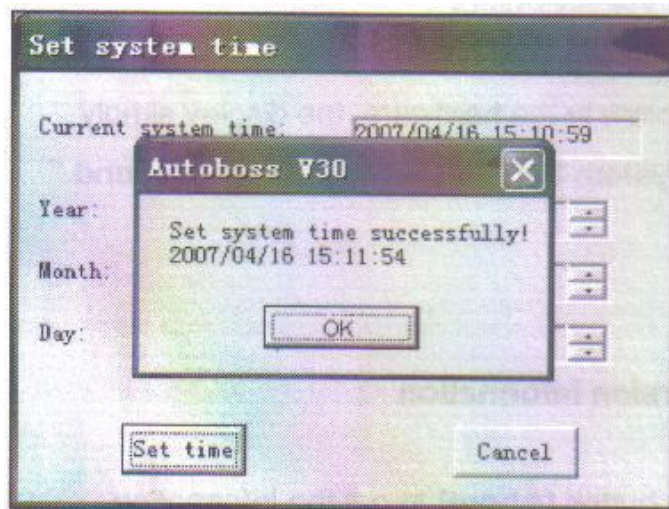 Set system time
Current system time: 2007/04/16 15:10:59
Autoboss V30
Year:
Set system time successfully!
2007/04/16 15:11:54
Month:
OK
Day:
Set time
Cancel